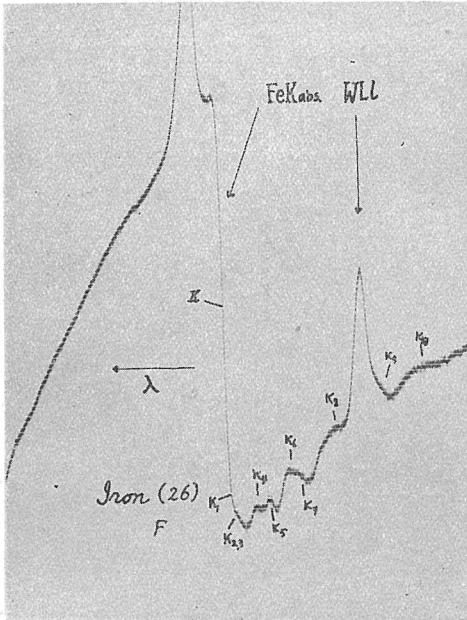 FeKabs. WLl
K
λ
K₉ K₁₀
K₈
K₆
K₇
Iron (26)
F
K₁ K₄
K₂,₃ K₅